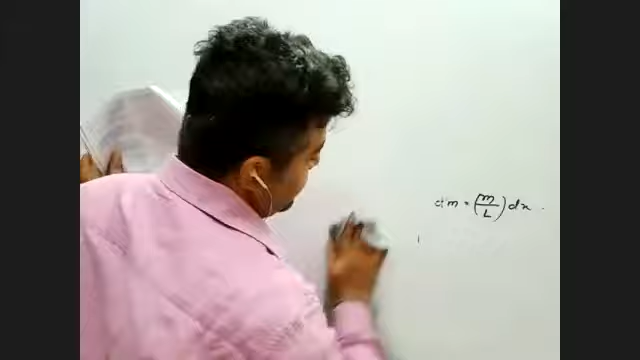 dm = (m/L) dx.